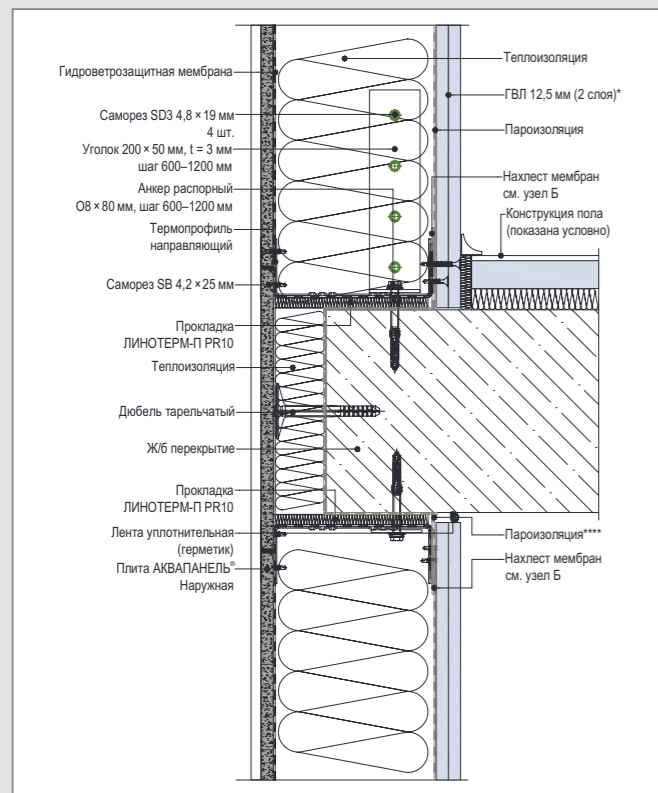 Гидроветрозащитная мембрана
Саморез SD3 4,8 × 19 мм
4 шт.
Уголок 200 × 50 мм, t = 3 мм
шаг 600–1200 мм
Анкер распорный
O8 × 80 мм, шаг 600–1200 мм
Термопрофиль
направляющий
Саморез SB 4,2 × 25 мм
Прокладка
ЛИНОТЕРМ-П PR10
Теплоизоляция
Дюбель тарельчатый
Ж/б перекрытие
Прокладка
ЛИНОТЕРМ-П PR10
Лента уплотнительная
(герметик)
Плита АКВАПАНЕЛЬ®
Наружная
Теплоизоляция
ГВЛ 12,5 мм (2 слоя)*
Пароизоляция
Нахлест мембран
см. узел Б
Конструкция пола
(показана условно)
Пароизоляция****
Нахлест мембран
см. узел Б